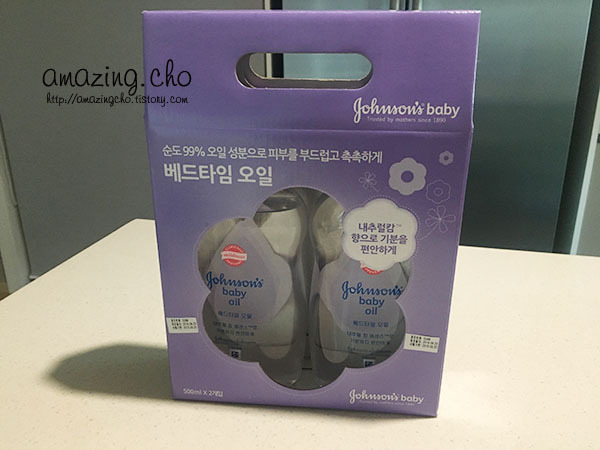 amazing.cho
http://amazingcho.tistory.com
Johnson's baby
Trusted by mothers since 1890
순도 99% 오일 성분으로 피부를 부드럽고 촉촉하게
베드타임 오일
내추럴캄™
향으로 기분을
편안하게
Johnson's
baby
oil
베드타임 오일
Johnson's
baby
oil
베드타임 오일
500ml X 2개입
Johnson's baby